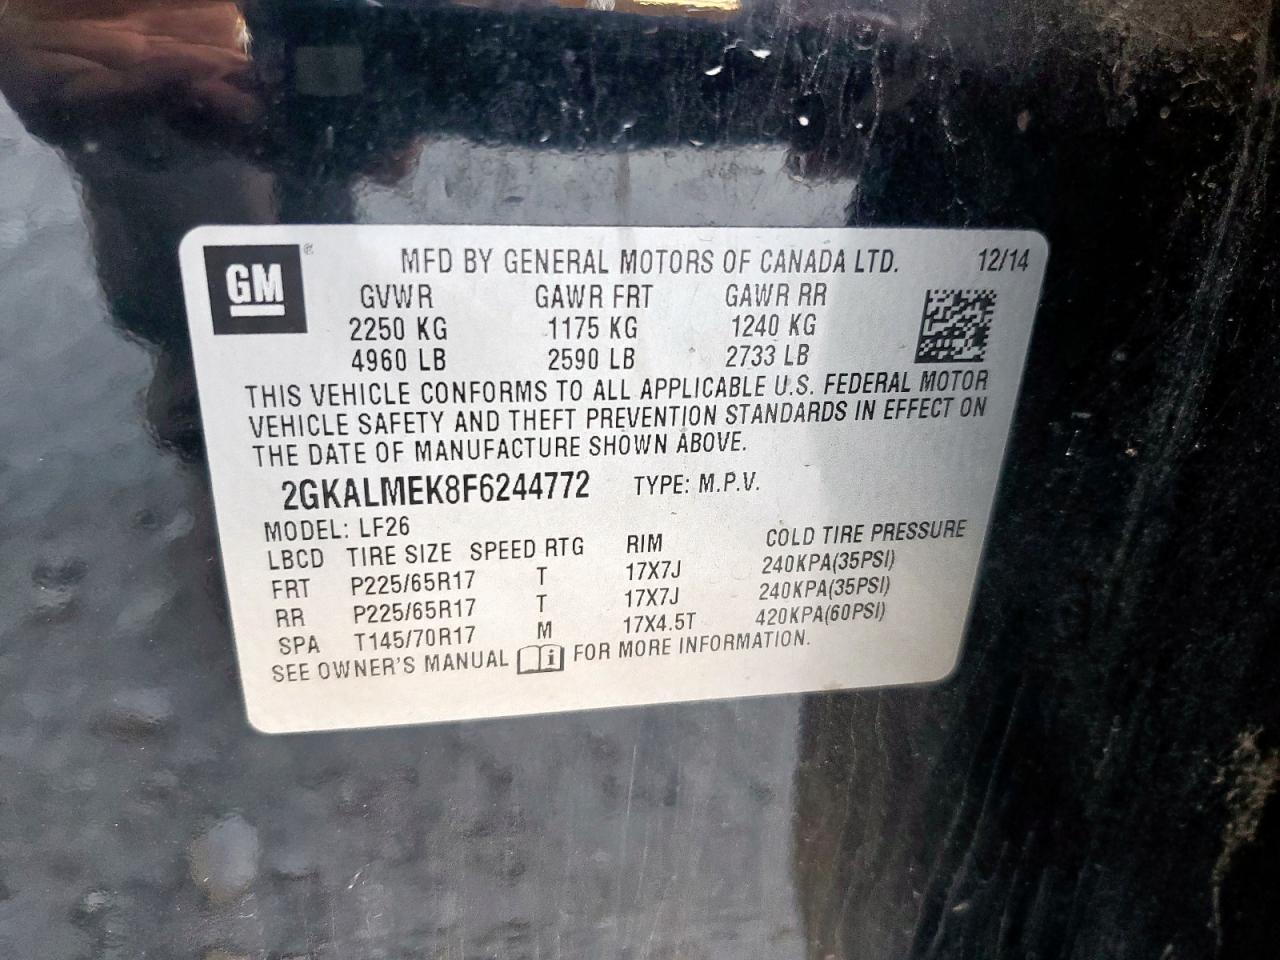 GM ®
MFD BY GENERAL MOTORS OF CANADA LTD. 12/14
GVWR GAWR FRT GAWR RR
2250 KG 1175 KG 1240 KG
4960 LB 2590 LB 2733 LB
THIS VEHICLE CONFORMS TO ALL APPLICABLE U.S. FEDERAL MOTOR
VEHICLE SAFETY AND THEFT PREVENTION STANDARDS IN EFFECT ON
THE DATE OF MANUFACTURE SHOWN ABOVE.
2GKALMEK8F6244772 TYPE: M.P.V.
MODEL: LF26
LBCD TIRE SIZE SPEED RTG RIM COLD TIRE PRESSURE
FRT P225/65R17 T 17X7J 240KPA(35PSI)
RR P225/65R17 T 17X7J 240KPA(35PSI)
SPA T145/70R17 M 17X4.5T 420KPA(60PSI)
SEE OWNER'S MANUAL i FOR MORE INFORMATION.